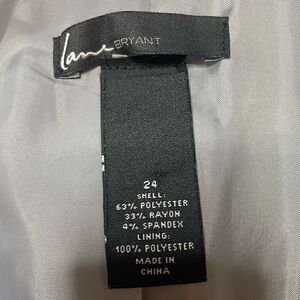 lane BRYANT
24
SHELL:
63% POLYESTER
33% RAYON
4% SPANDEX
LINING:
100% POLYESTER
MADE IN
CHINA